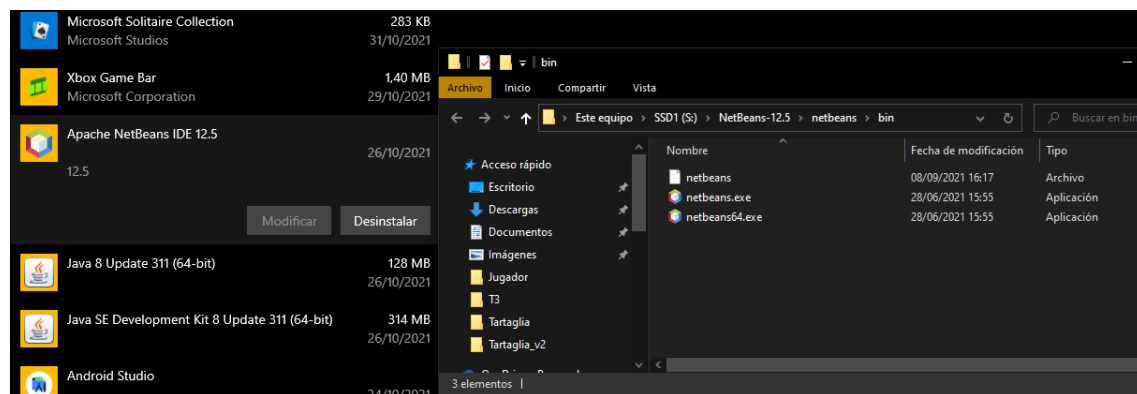 Microsoft Solitaire Collection 283 KB
Microsoft Studios 31/10/2021
Xbox Game Bar 1,40 MB
Microsoft Corporation 29/10/2021
Apache NetBeans IDE 12.5
26/10/2021
12.5
Modificar Desinstalar
Java 8 Update 311 (64-bit) 128 MB
26/10/2021
Java SE Development Kit 8 Update 311 (64-bit) 314 MB
26/10/2021
Android Studio
24/10/2021
bin
Archivo Inicio Compartir Vista
Este equipo > SSD1 (S:) > NetBeans-12.5 > netbeans > bin
Buscar en bin
Acceso rápido
Escritorio
Descargas
Documentos
Imágenes
Jugador
T3
Tartaglia
Tartaglia_v2
Nombre Fecha de modificación Tipo
netbeans 08/09/2021 16:17 Archivo
netbeans.exe 28/06/2021 15:55 Aplicación
netbeans64.exe 28/06/2021 15:55 Aplicación
3 elementos